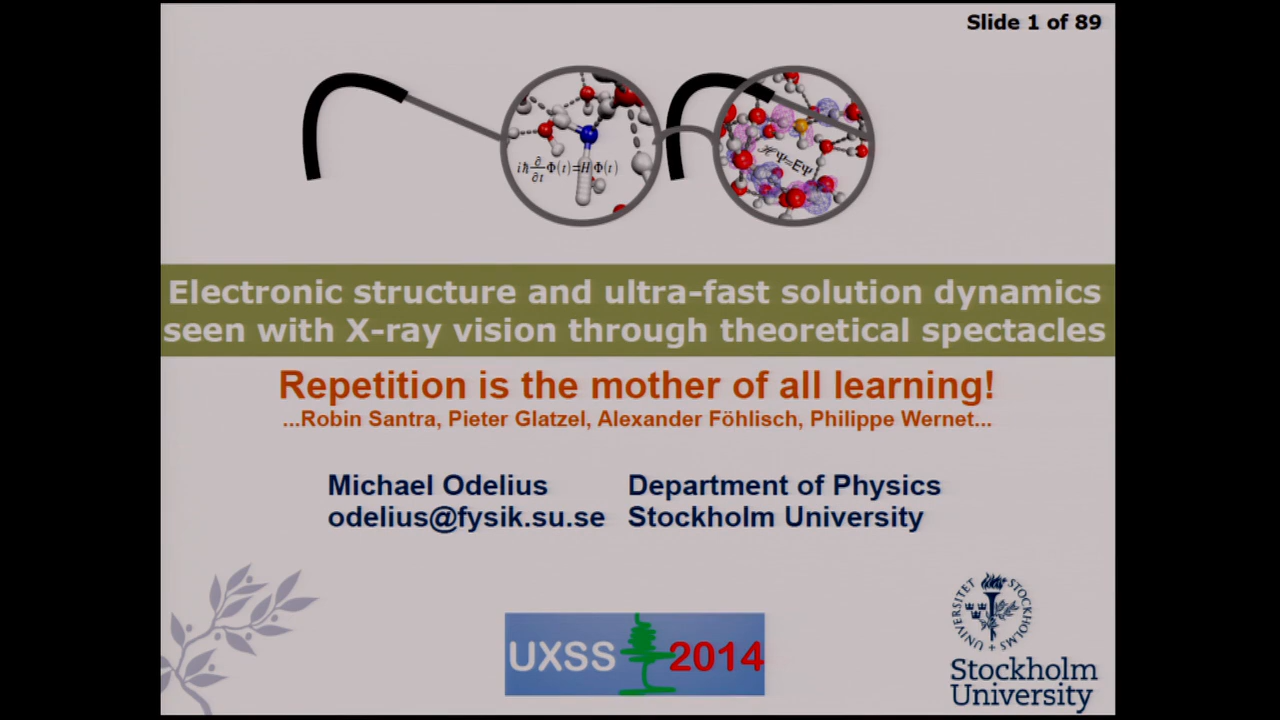 Slide 1 of 89
iħ ∂/∂t Φ(t)=H Φ(t)
ℋΨ=EΨ
Electronic structure and ultra-fast solution dynamics
seen with X-ray vision through theoretical spectacles
Repetition is the mother of all learning!
...Robin Santra, Pieter Glatzel, Alexander Föhlisch, Philippe Wernet...
Michael Odelius
odelius@fysik.su.se
Department of Physics
Stockholm University
UXSS 2014
STOCKHOLMS UNIVERSITET
Stockholm
University